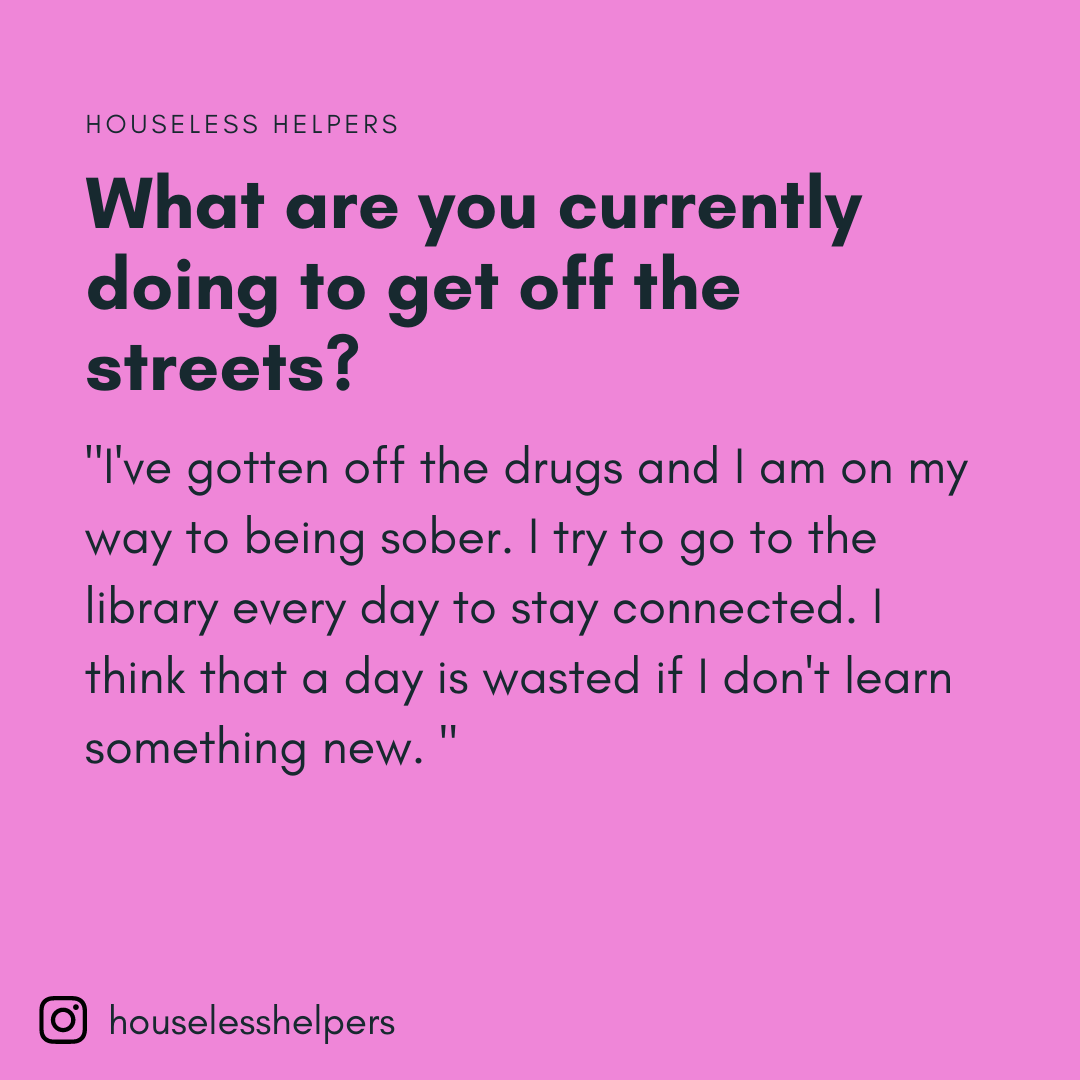 HOUSELESS HELPERS
What are you currently
doing to get off the
streets?
"I've gotten off the drugs and I am on my
way to being sober. I try to go to the
library every day to stay connected. I
think that a day is wasted if I don't learn
something new. "
houselesshelpers